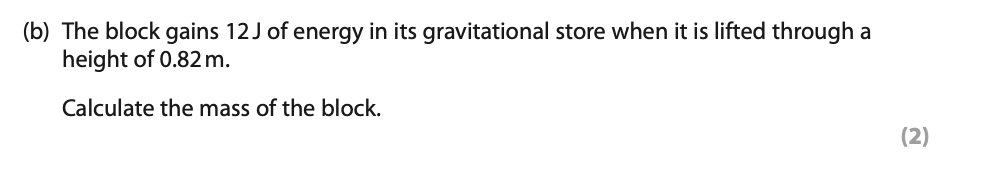 (b) The block gains 12 J of energy in its gravitational store when it is lifted through a
height of 0.82 m.
Calculate the mass of the block.
(2)